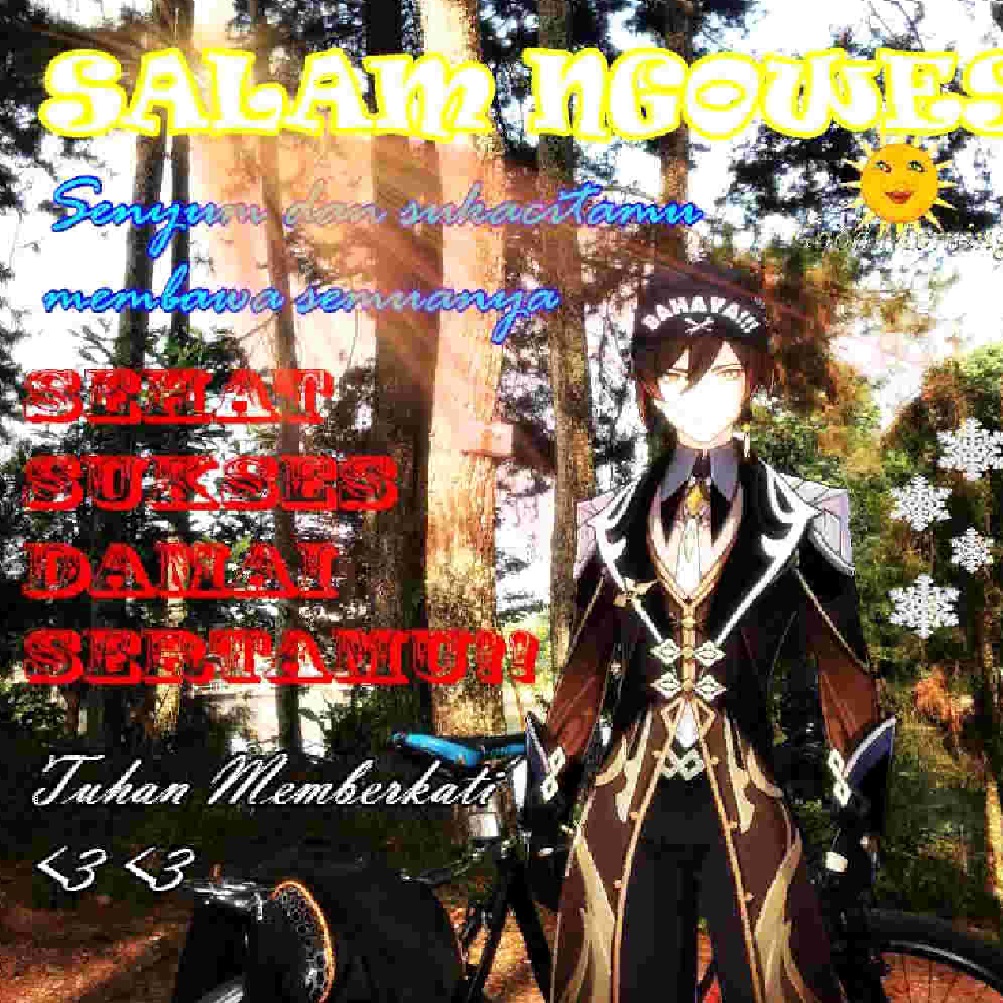 SALAM NGOWES
Senyum dan sukacitamu
membawa semuanya
BAHAYA!!!
SEHAT
SUKSES
DAMAI
SERTAMU!!
Tuhan Memberkati
<3 <3